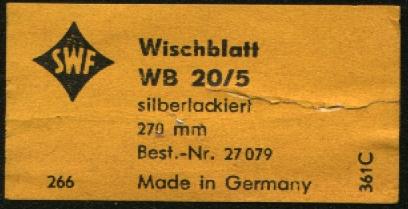 SWF
Wischblatt
WB 20/5
silberlackiert
270 mm
Best.-Nr. 27079
266 Made in Germany
361C